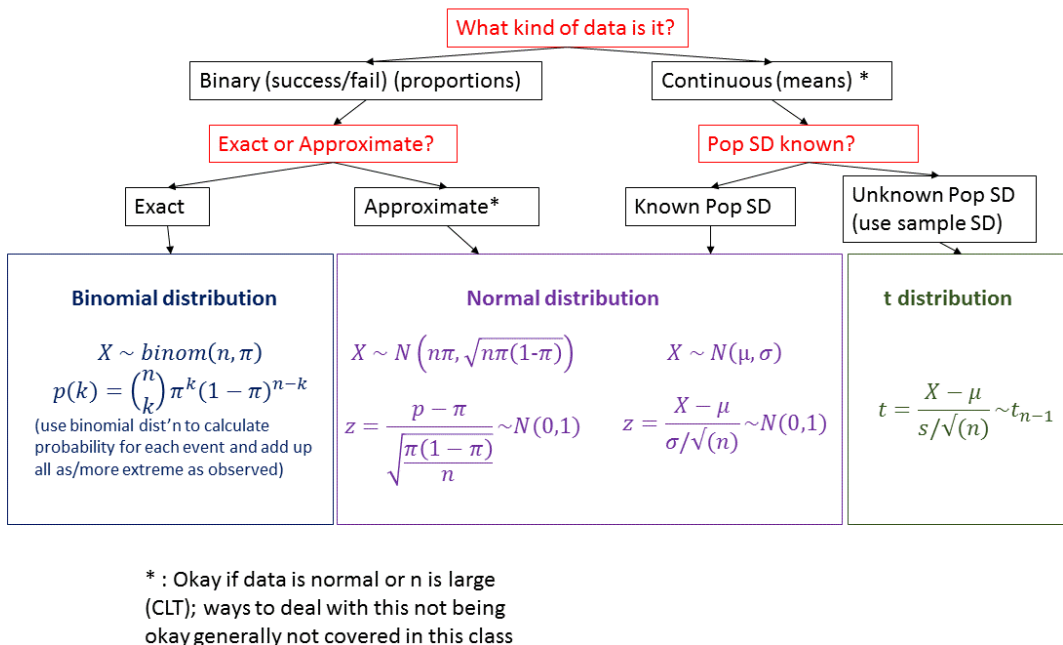 What kind of data is it?
Binary (success/fail) (proportions)
Continuous (means) *
Exact or Approximate?
Pop SD known?
Exact
Approximate*
Known Pop SD
Unknown Pop SD
(use sample SD)
Binomial distribution
X ~ binom(n, π)
p(k) = (n k) π^k (1 − π)^{n−k}
(use binomial dist'n to calculate
probability for each event and add up
all as/more extreme as observed)
Normal distribution
X ~ N(nπ, √(nπ(1-π)))
z = (p − π) / √(π(1 − π)/n) ~N(0,1)
X ~ N(μ, σ)
z = (X − μ) / (σ/√(n)) ~N(0,1)
t distribution
t = (X − μ) / (s/√(n)) ~t_{n−1}
* : Okay if data is normal or n is large
(CLT); ways to deal with this not being
okay generally not covered in this class